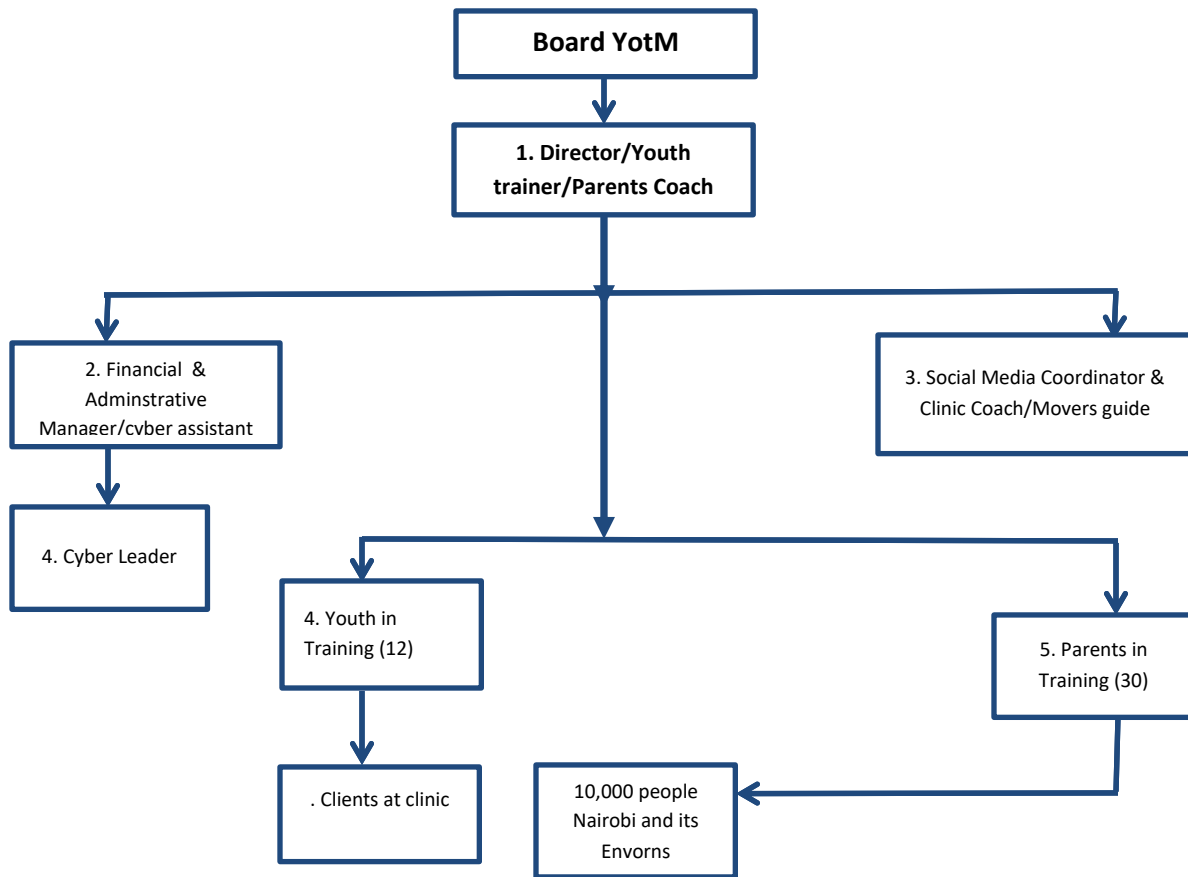 Board YotM
1. Director/Youth
trainer/Parents Coach
2. Financial &
Adminstrative
Manager/cyber assistant
3. Social Media Coordinator &
Clinic Coach/Movers guide
4. Cyber Leader
4. Youth in
Training (12)
5. Parents in
Training (30)
. Clients at clinic
10,000 people
Nairobi and its
Envorns